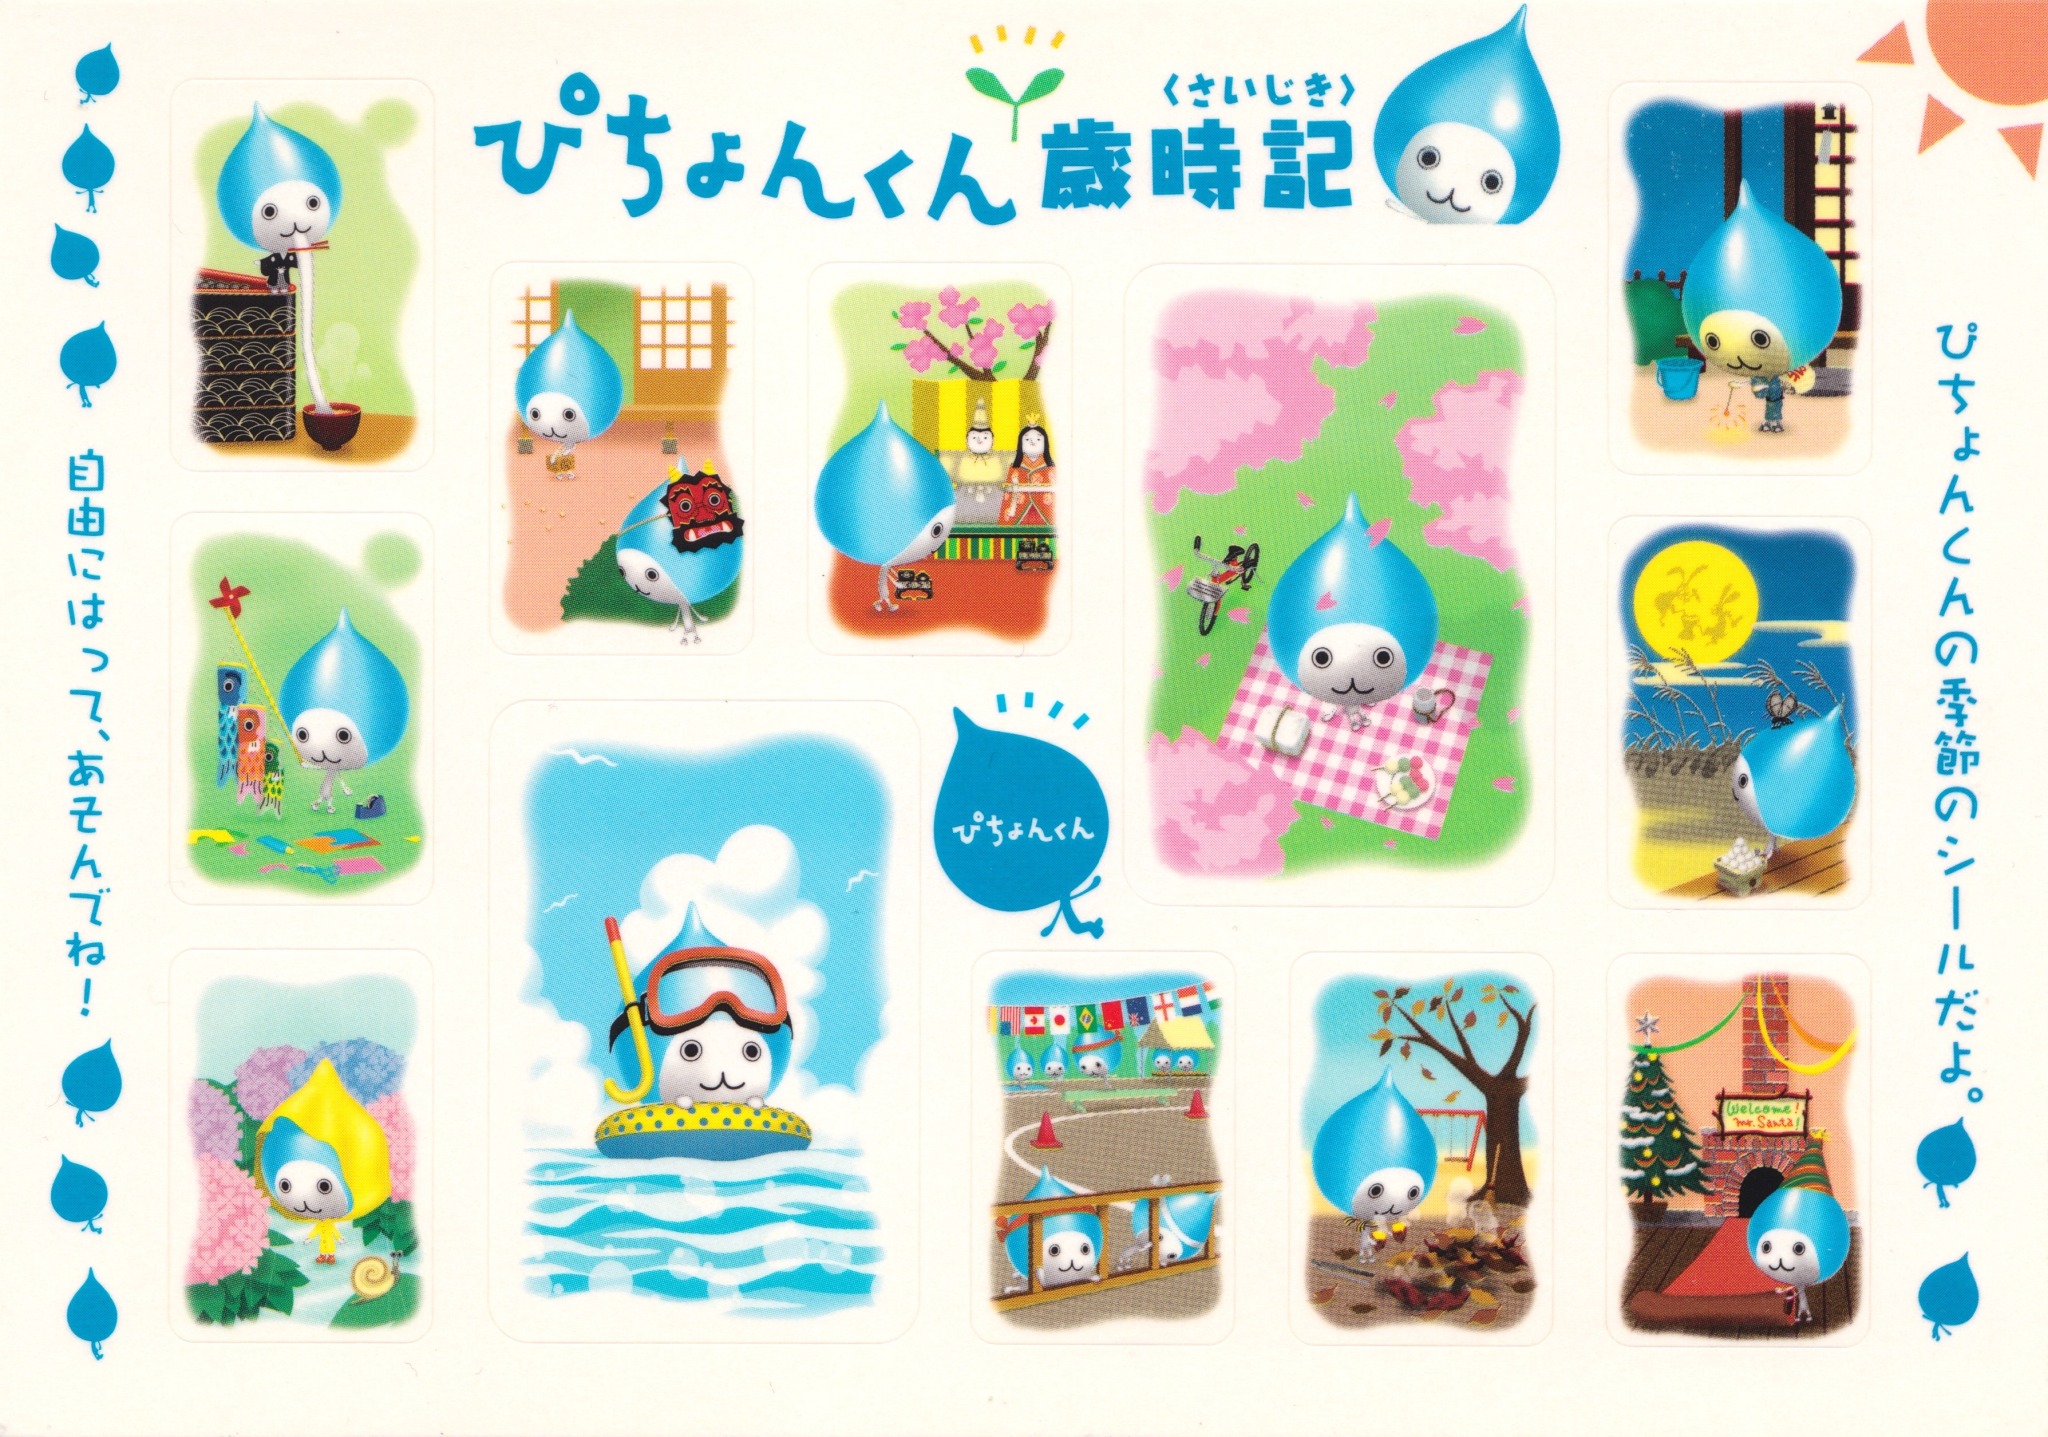 〈さいじき〉
ぴちょんくん歳時記
ぴちょんくんの季節のシールだよ。
自由にはって、あそんでね！
ぴちょんくん
Welcome!
Mr. Santa!